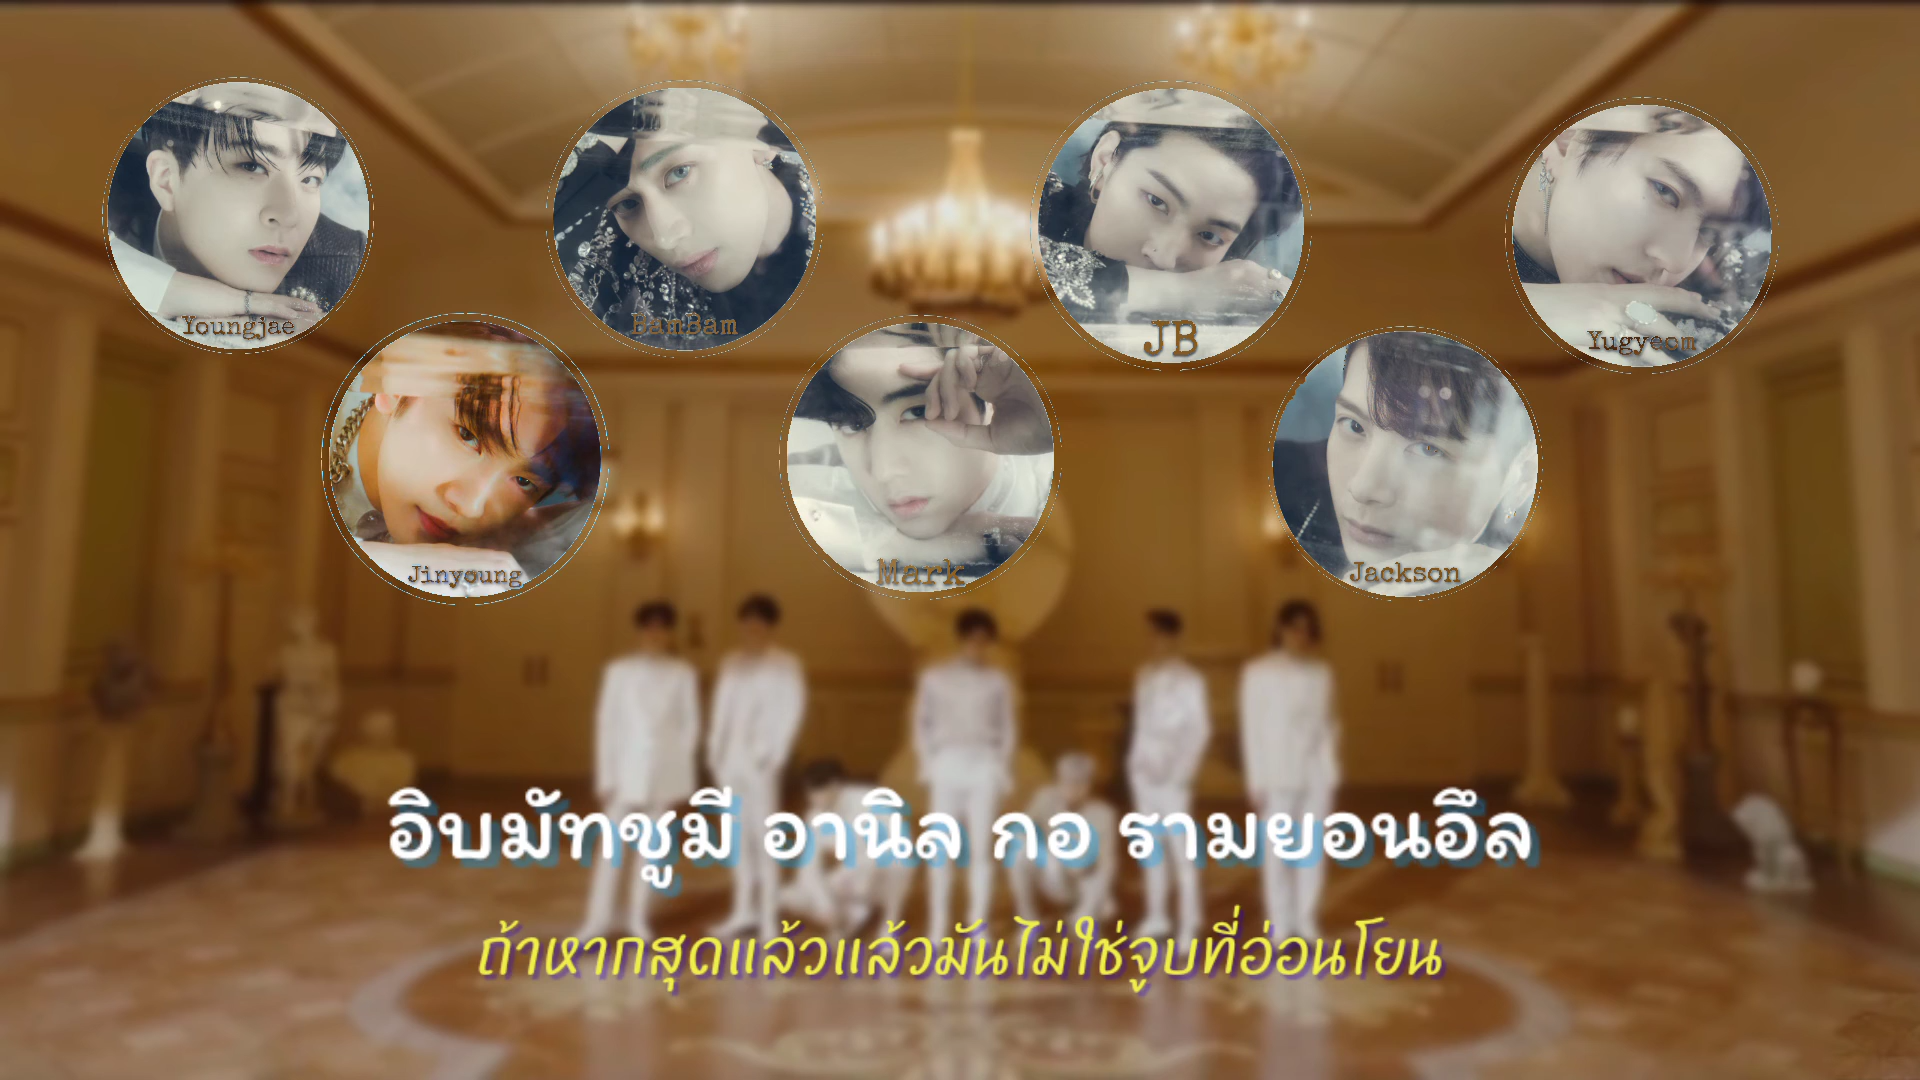 Youngjae
BamBam
JB
Yugyeom
Jinyoung
Mark
Jackson
อิบมัทชูมี อานิล กอ รามยอนอึล
ถ้าหากสุดแล้วแล้วมันไม่ใช่จูบที่อ่อนโยน